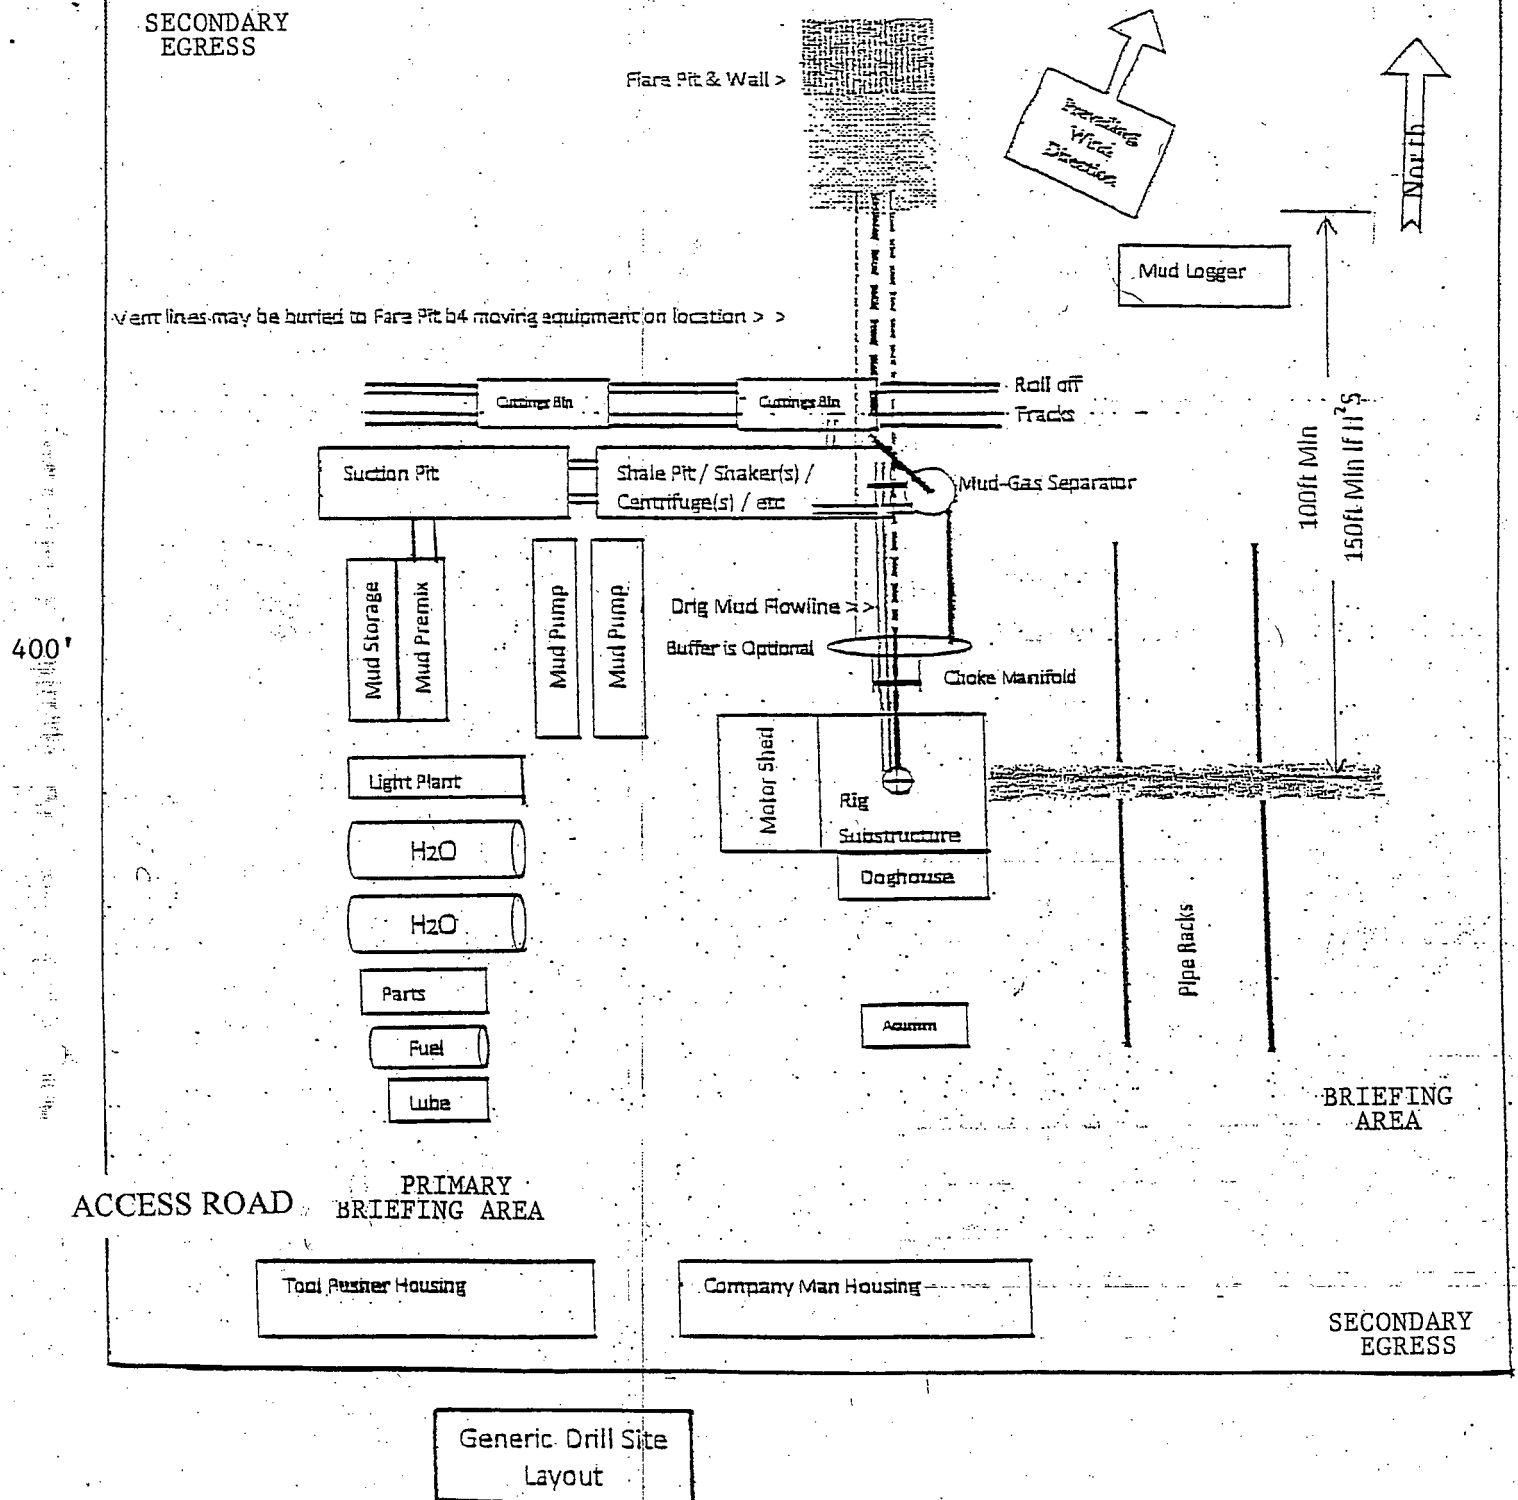 SECONDARY
EGRESS
Flare Pit & Wall >
Prevailing
Wind
Direction
North
Mud Logger
Vent lines may be buried to Fare Pit b4 moving equipment on location > >
Cuttings Bin
Cuttings Bin
Roll off
Tracks
100ft Min
150ft Min If H²S
Suction Pit
Shale Pit / Shaker(s) /
Centrifuge(s) / etc
Mud-Gas Separator
Mud Storage
Mud Premix
Mud Pump
Mud Pump
Drlg Mud Flowline > >
400'
Buffer is Optional
Choke Manifold
Light Plant
Motor Shed
Rig
Substructure
H2O
Doghouse
H2O
Pipe Racks
Parts
Accumm
Fuel
Lube
BRIEFING
AREA
ACCESS ROAD
PRIMARY
BRIEFING AREA
Tool Pusher Housing
Company Man Housing
SECONDARY
EGRESS
Generic Drill Site
Layout